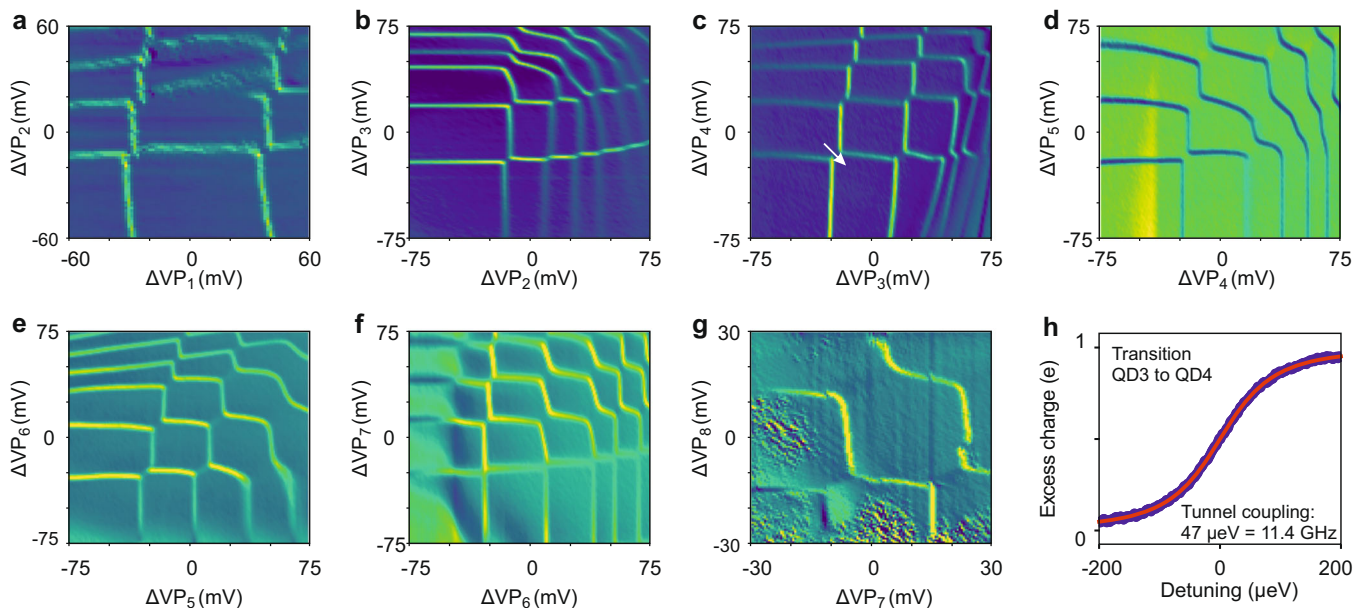 a
60
0
-60
-60
0
60
ΔVP₂ (mV)
ΔVP₁ (mV)
b
75
0
-75
-75
0
75
ΔVP₃ (mV)
ΔVP₂ (mV)
c
75
0
-75
-75
0
75
ΔVP₄ (mV)
ΔVP₃ (mV)
d
75
0
-75
-75
0
75
ΔVP₅ (mV)
ΔVP₄ (mV)
e
75
0
-75
-75
0
75
ΔVP₆ (mV)
ΔVP₅ (mV)
f
75
0
-75
-75
0
75
ΔVP₇ (mV)
ΔVP₆ (mV)
g
30
0
-30
-30
0
30
ΔVP₈ (mV)
ΔVP₇ (mV)
h
1
0
-200
0
200
Excess charge (e)
Detuning (µeV)
Transition
QD3 to QD4
Tunnel coupling:
47 µeV = 11.4 GHz